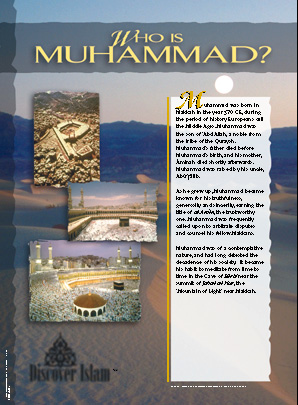 WHO IS
MUHAMMAD?
Muhammad was born in
Makkah in the year 570 CE, during
the period of history Europeans call
the Middle Ages. Muhammad was
the son of 'Abdullah, a noble from
the tribe of the Quraysh.
Muhammad's father died before
Muhammad's birth, and his mother,
Aminah died shortly afterwards.
Muhammad was raised by his uncle,
Abu Talib.
As he grew up, Muhammad became
known for his truthfulness,
generosity and sincerity, earning the
title of al-Amin, the trustworthy
one. Muhammad was frequently
called upon to arbitrate disputes
and counsel his fellow Makkans.
Muhammad was of a contemplative
nature, and had long detested the
decadence of his society. It became
his habit to meditate from time to
time in the Cave of Hira' near the
summit of Jabal an-Nur, the
'Mountain of Light' near Makkah.
Discover Islam